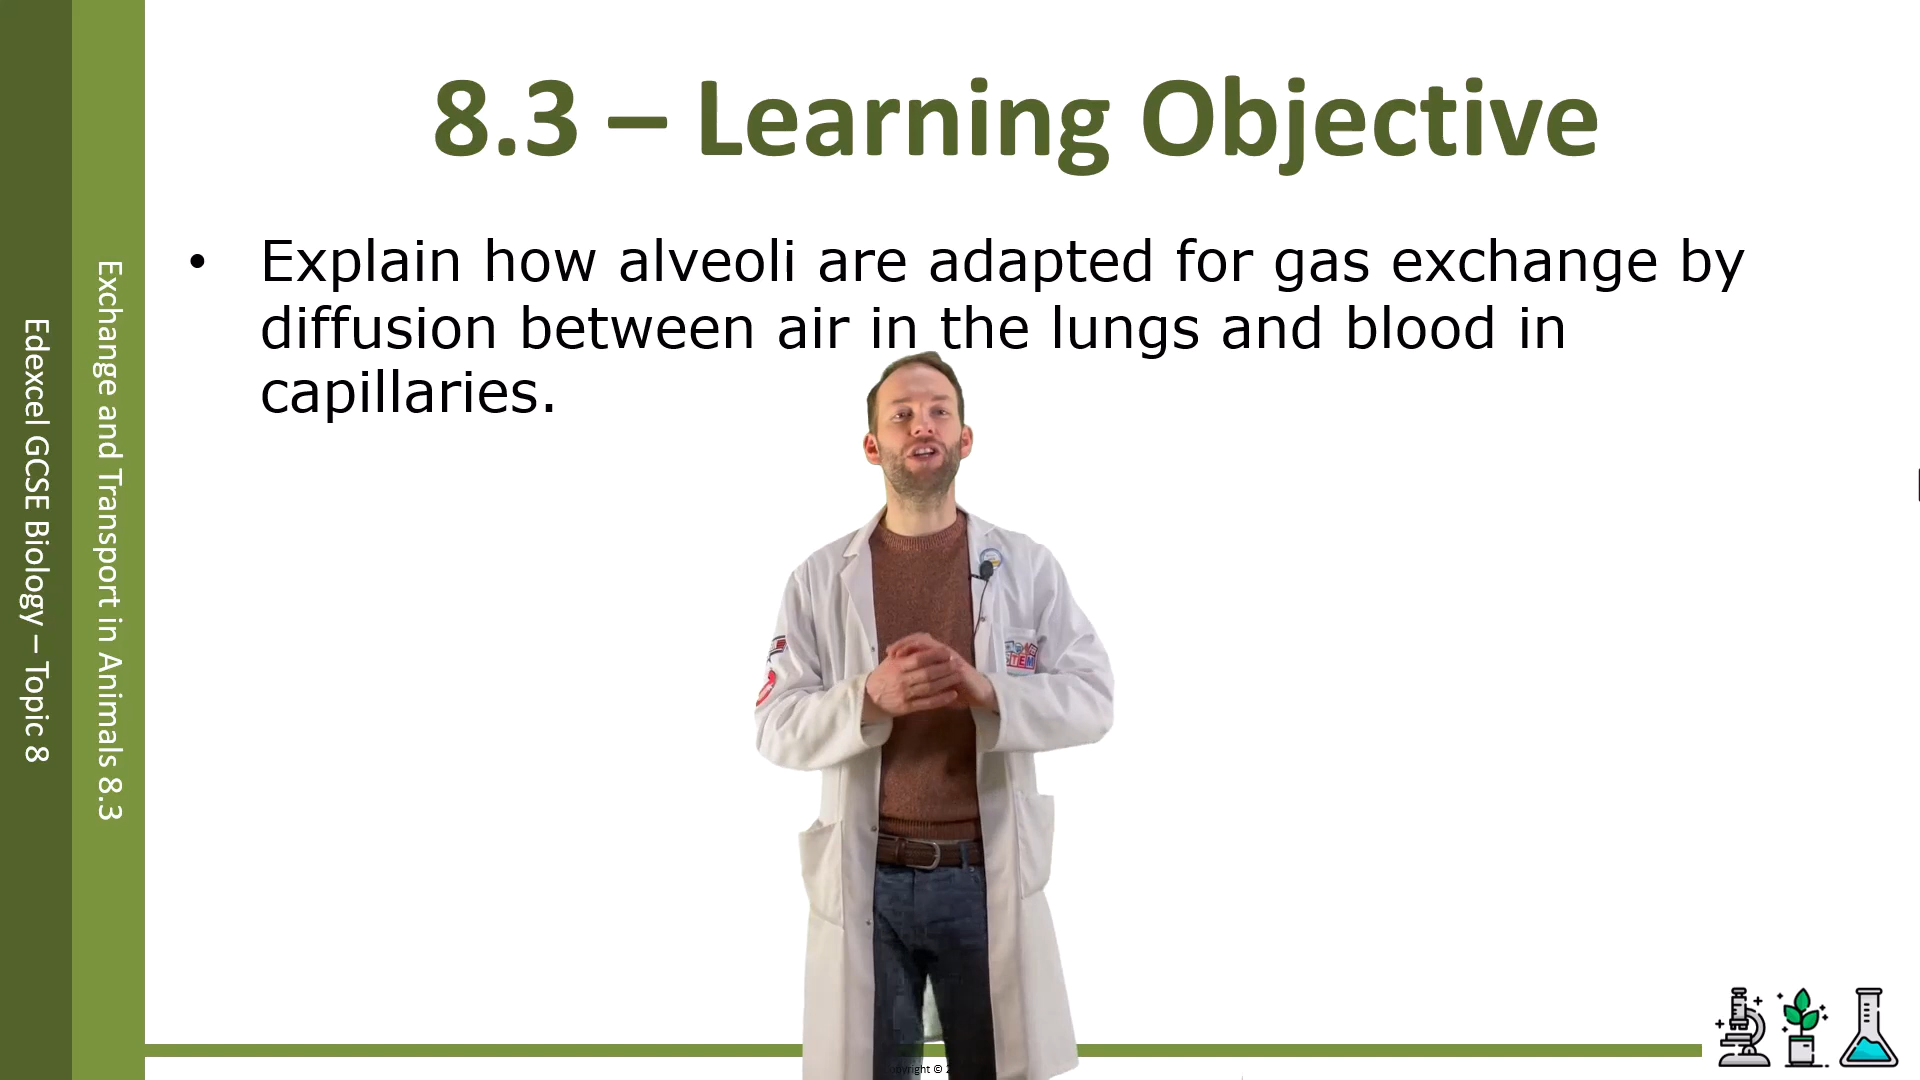 8.3 – Learning Objective
• Explain how alveoli are adapted for gas exchange by
diffusion between air in the lungs and blood in
capillaries.
Exchange and Transport in Animals 8.3
Edexcel GCSE Biology – Topic 8
STEM